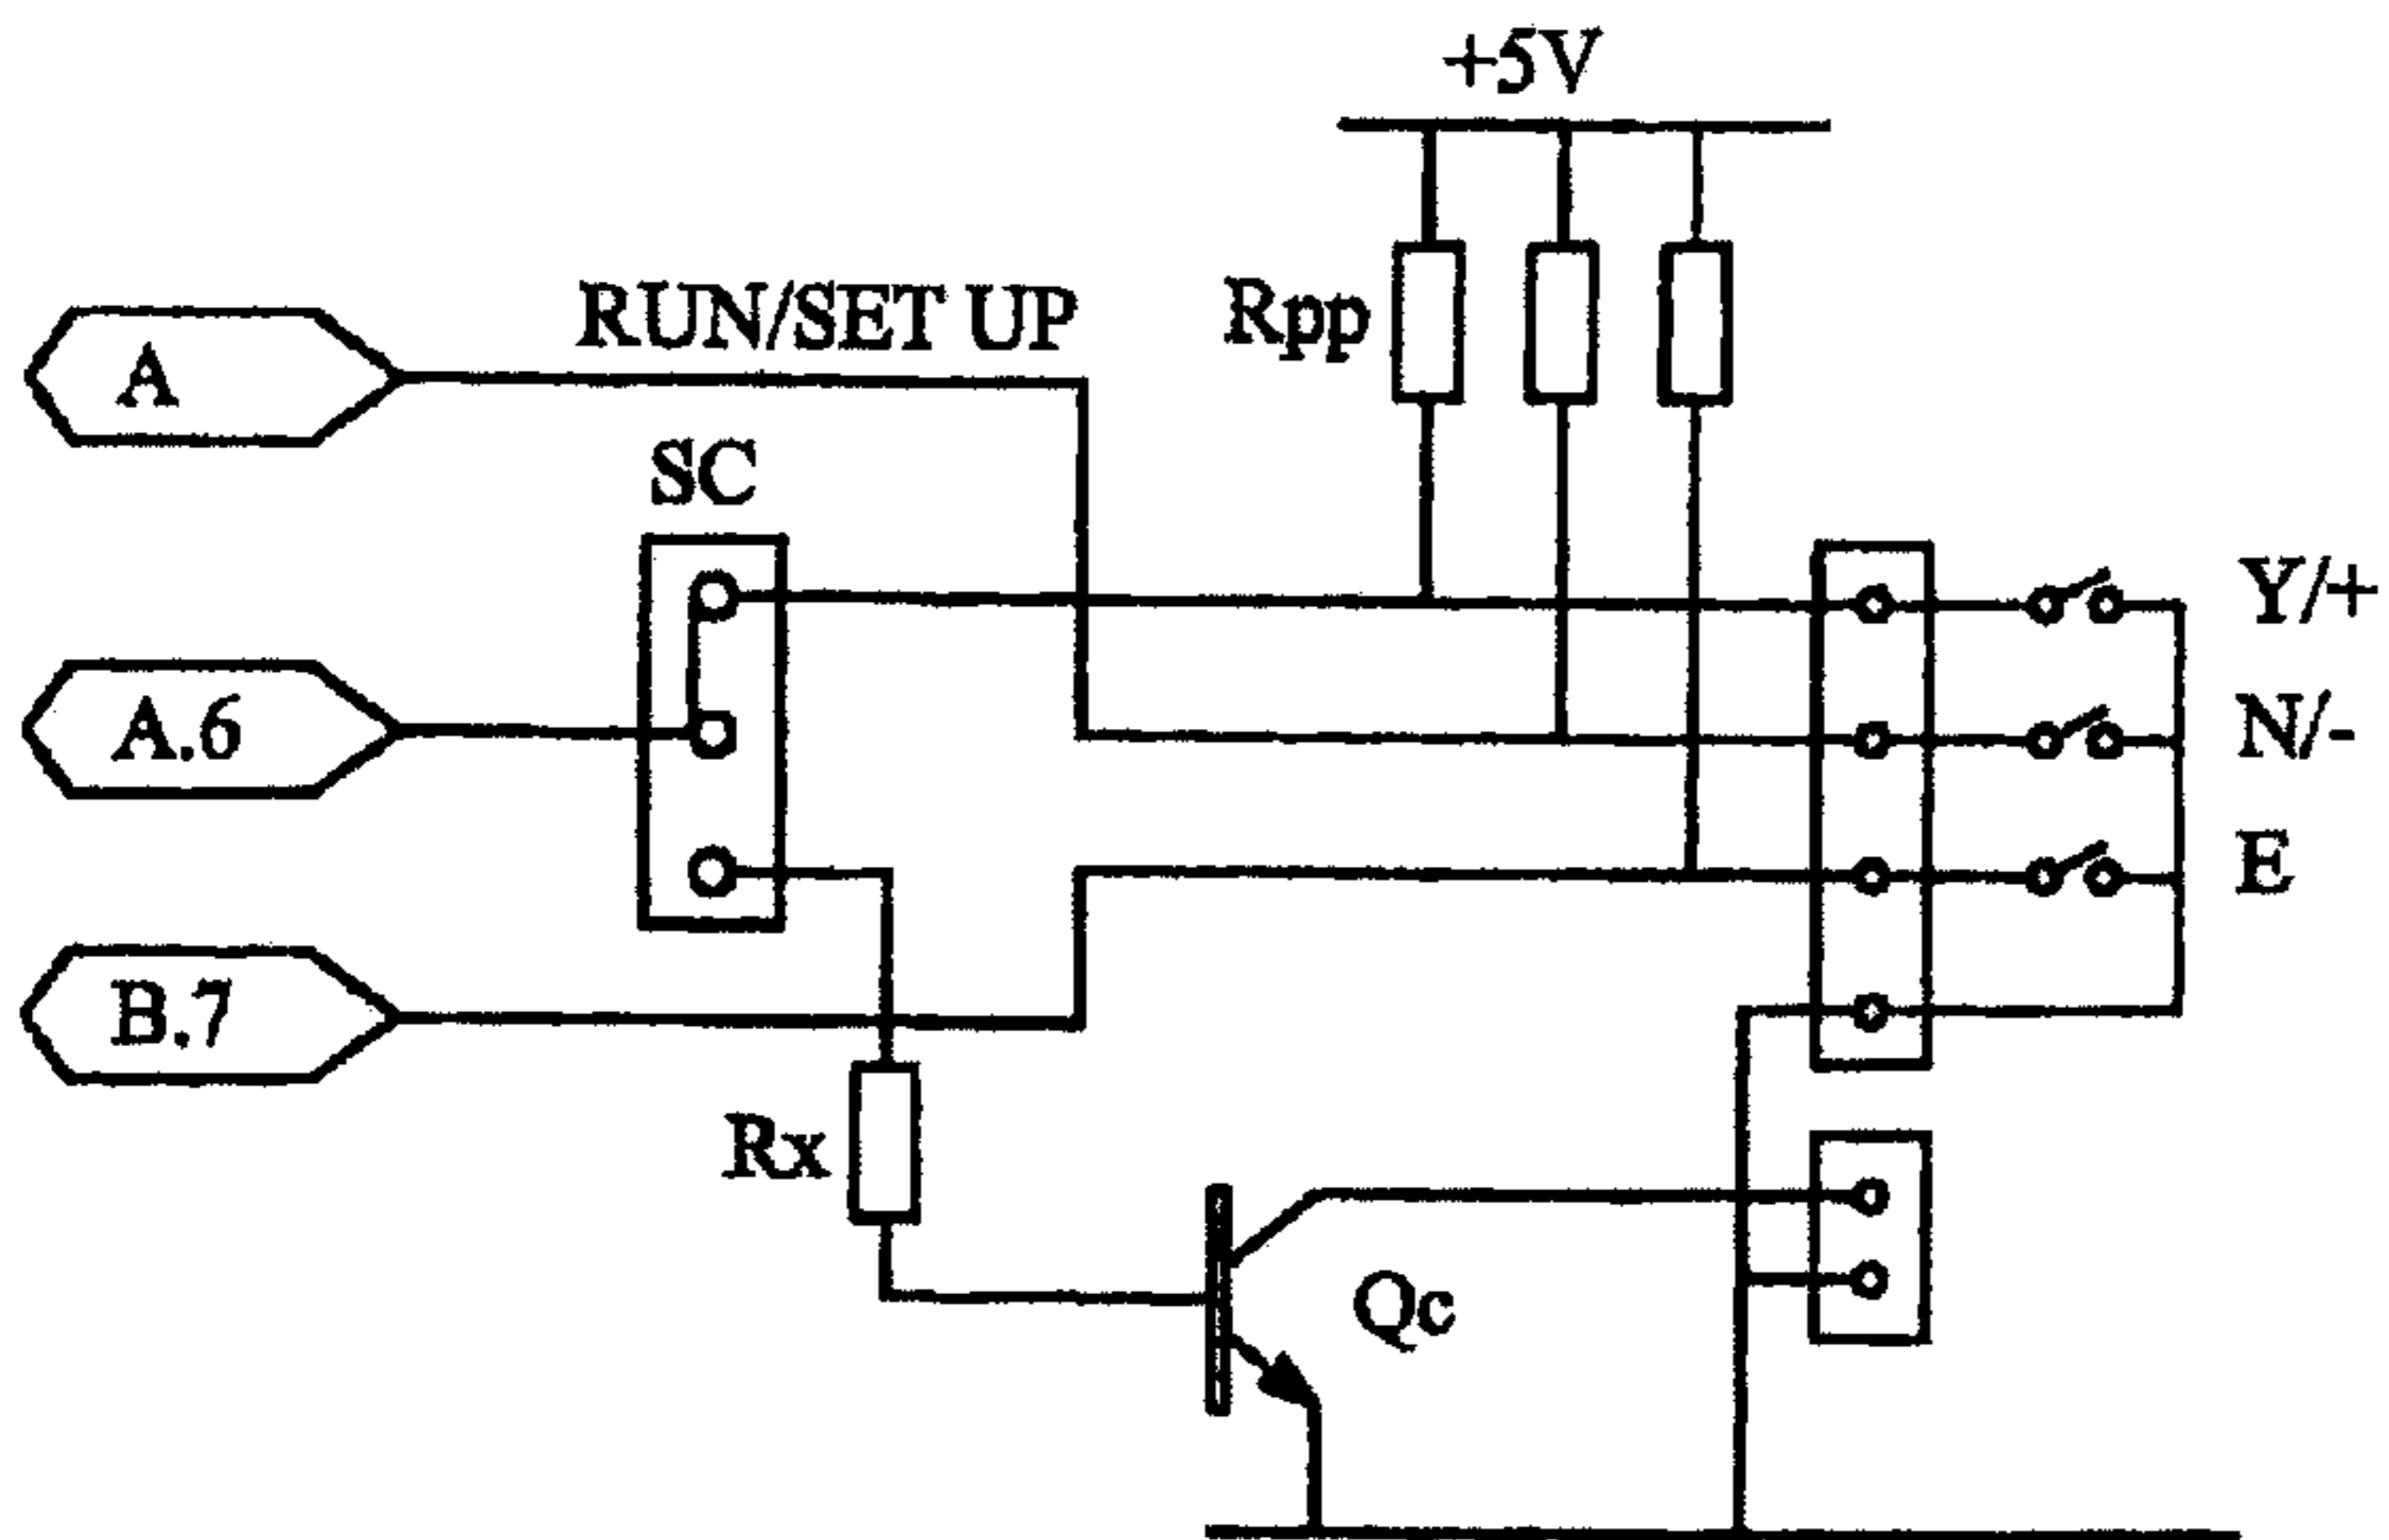 +5V
RUN/SET UP
Rpp
A
SC
Y/+
A.6
N/-
E
B.7
Rx
Qc